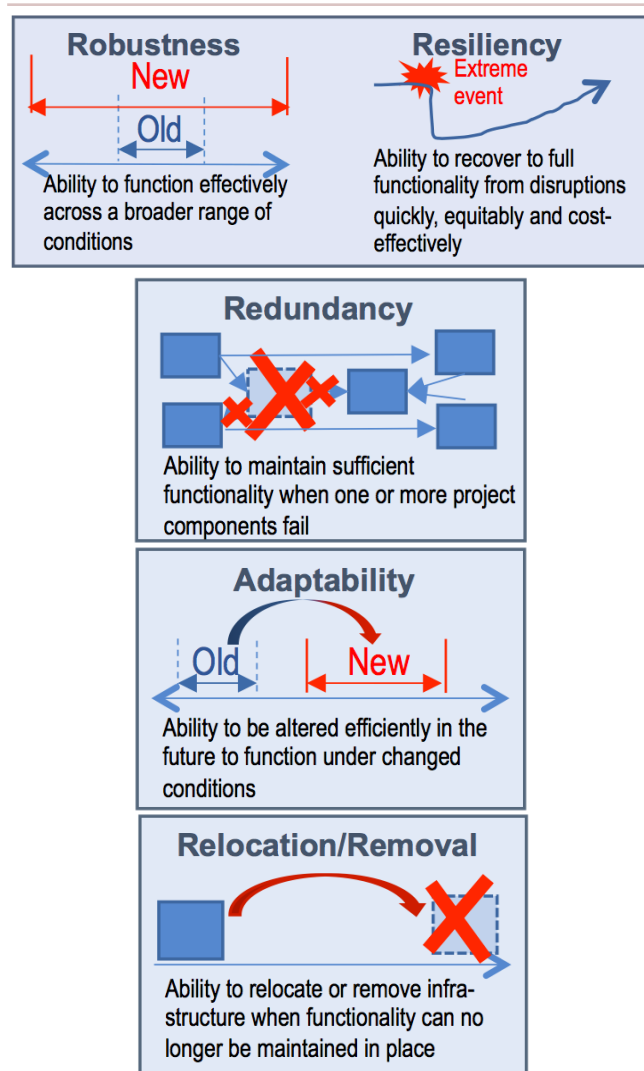 Robustness
New
Old
Ability to function effectively
across a broader range of
conditions
Resiliency
Extreme
event
Ability to recover to full
functionality from disruptions
quickly, equitably and cost-
effectively
Redundancy
Ability to maintain sufficient
functionality when one or more project
components fail
Adaptability
Old
New
Ability to be altered efficiently in the
future to function under changed
conditions
Relocation/Removal
Ability to relocate or remove infra-
structure when functionality can no
longer be maintained in place